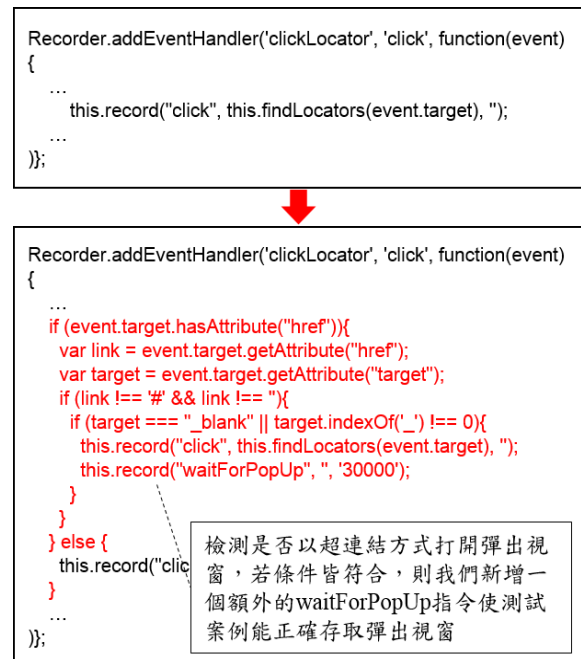 Recorder.addEventHandler('clickLocator', 'click', function(event)
{
…
this.record("click", this.findLocators(event.target), '');
…
)};
Recorder.addEventHandler('clickLocator', 'click', function(event)
{
…
if (event.target.hasAttribute("href")){
var link = event.target.getAttribute("href");
var target = event.target.getAttribute("target");
if (link !== '#' && link !== ''){
if (target === "_blank" || target.indexOf('_') !== 0){
this.record("click", this.findLocators(event.target), '');
this.record("waitForPopUp", '', '30000');
}
}
} else {
this.record("clic
}
…
)};
檢測是否以超連結方式打開彈出視
窗，若條件皆符合，則我們新增一
個額外的waitForPopUp指令使測試
案例能正確存取彈出視窗